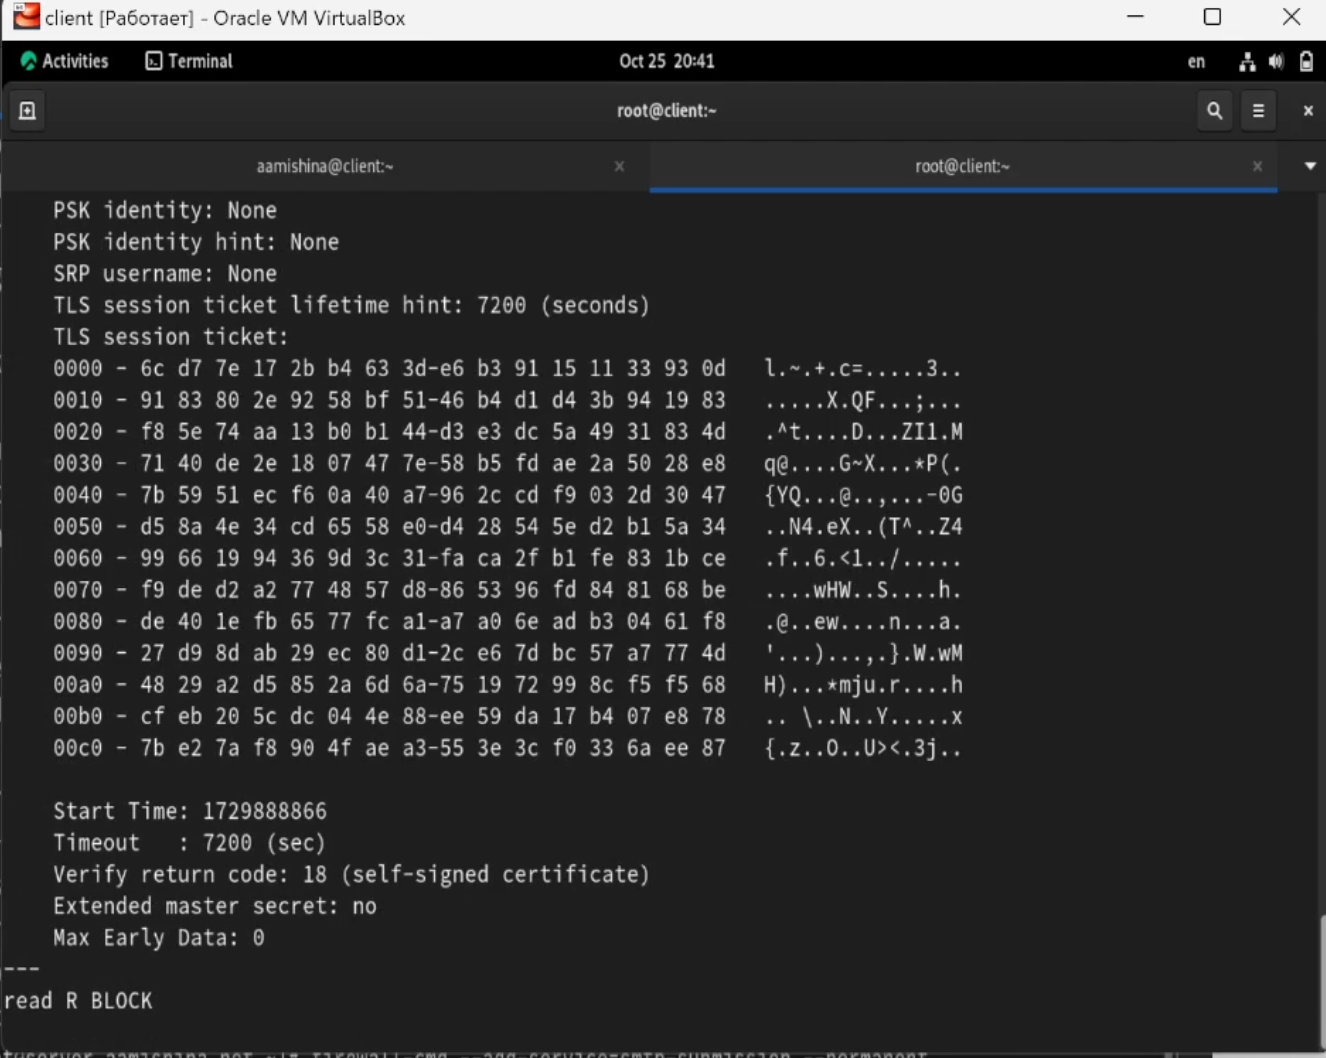 client [Работает] - Oracle VM VirtualBox
Activities Terminal Oct 25 20:41 en
root@client:~
aamishina@client:~ root@client:~
PSK identity: None
PSK identity hint: None
SRP username: None
TLS session ticket lifetime hint: 7200 (seconds)
TLS session ticket:
0000 - 6c d7 7e 17 2b b4 63 3d-e6 b3 91 15 11 33 93 0d l.~.+.c=.....3..
0010 - 91 83 80 2e 92 58 bf 51-46 b4 d1 d4 3b 94 19 83 .....X.QF...;...
0020 - f8 5e 74 aa 13 b0 b1 44-d3 e3 dc 5a 49 31 83 4d .^t....D...ZI1.M
0030 - 71 40 de 2e 18 07 47 7e-58 b5 fd ae 2a 50 28 e8 q@....G~X...*P(.
0040 - 7b 59 51 ec f6 0a 40 a7-96 2c cd f9 03 2d 30 47 {YQ...@..,...-0G
0050 - d5 8a 4e 34 cd 65 58 e0-d4 28 54 5e d2 b1 5a 34 ..N4.eX..(T^..Z4
0060 - 99 66 19 94 36 9d 3c 31-fa ca 2f b1 fe 83 1b ce .f..6.<1../.....
0070 - f9 de d2 a2 77 48 57 d8-86 53 96 fd 84 81 68 be ....wHW..S....h.
0080 - de 40 1e fb 65 77 fc a1-a7 a0 6e ad b3 04 61 f8 .@..ew....n...a.
0090 - 27 d9 8d ab 29 ec 80 d1-2c e6 7d bc 57 a7 77 4d '...)...,.}.W.wM
00a0 - 48 29 a2 d5 85 2a 6d 6a-75 19 72 99 8c f5 f5 68 H)...*mju.r....h
00b0 - cf eb 20 5c dc 04 4e 88-ee 59 da 17 b4 07 e8 78 .. \..N..Y.....x
00c0 - 7b e2 7a f8 90 4f ae a3-55 3e 3c f0 33 6a ee 87 {.z..O..U><.3j..
Start Time: 1729888866
Timeout   : 7200 (sec)
Verify return code: 18 (self-signed certificate)
Extended master secret: no
Max Early Data: 0
---
read R BLOCK